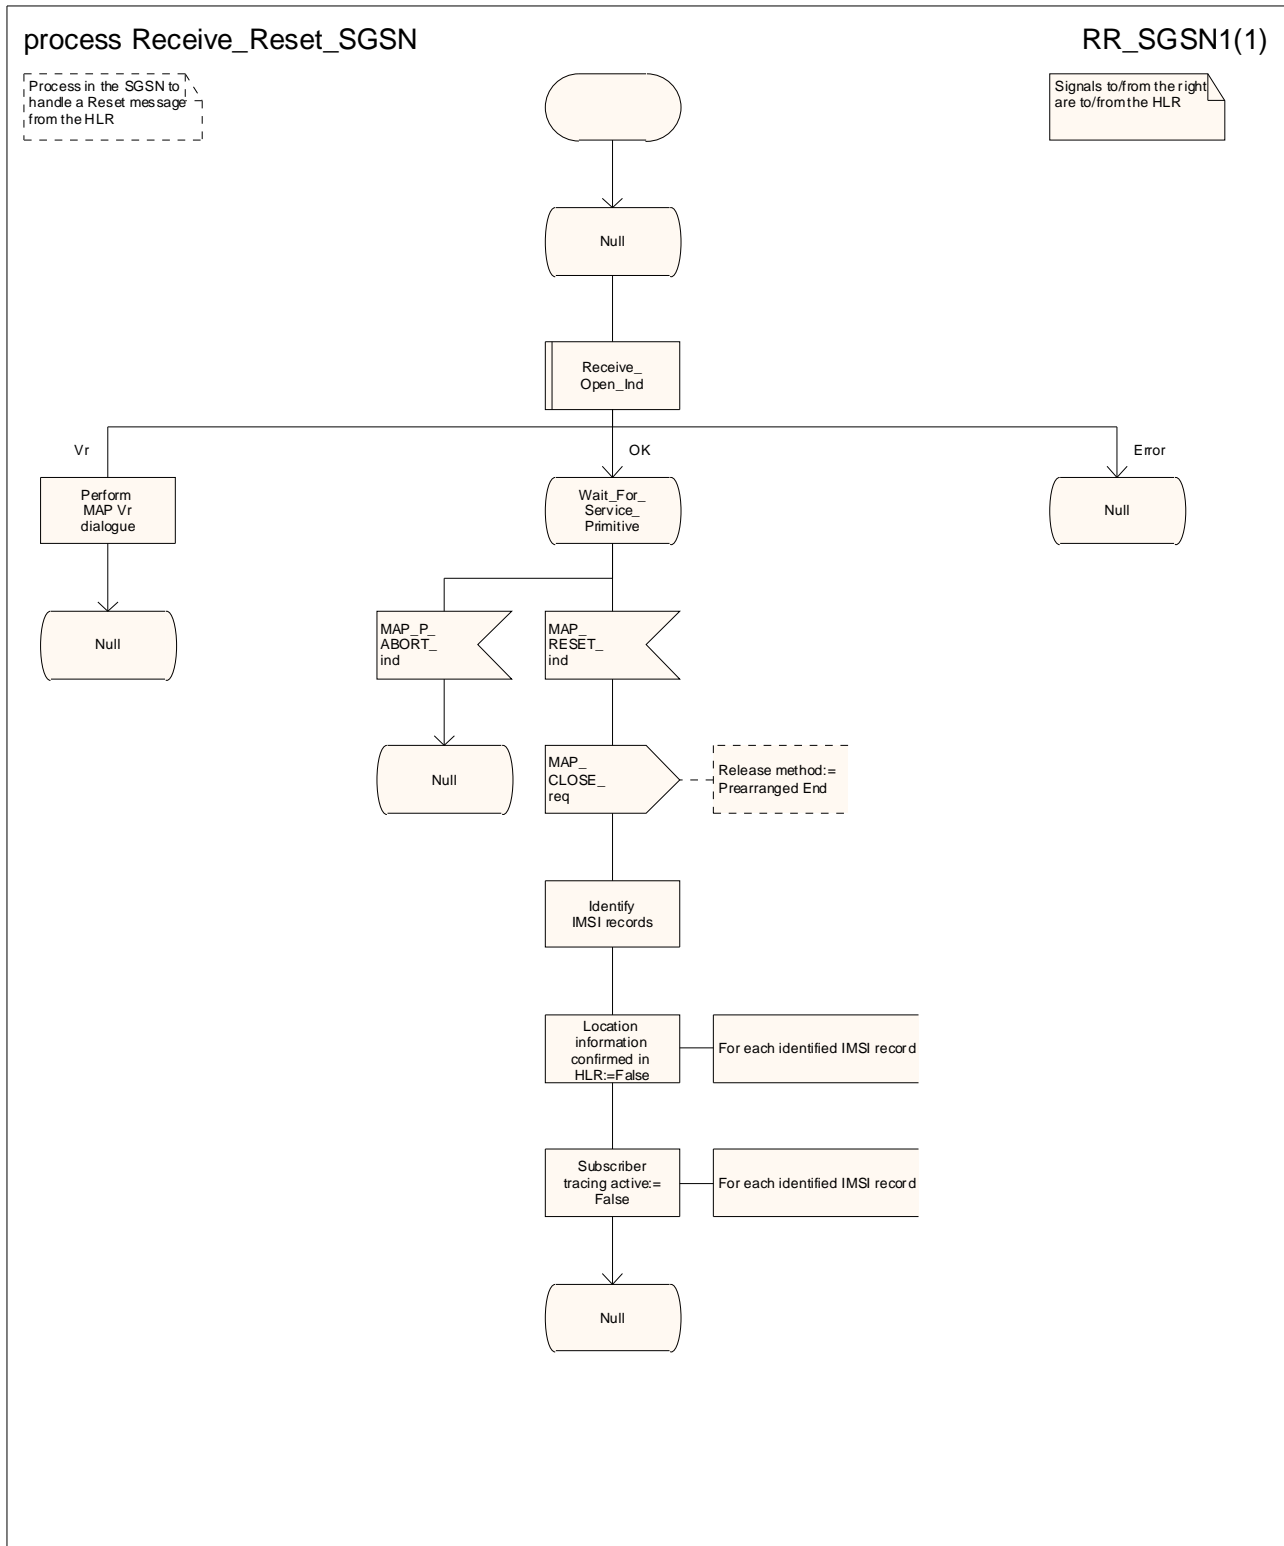 process Receive_Reset_SGSN
RR_SGSN1(1)
Process in the SGSN to
handle a Reset message
from the HLR
Signals to/from the right
are to/from the HLR
Null
Receive_
Open_Ind
Vr
OK
Error
Perform
MAP Vr
dialogue
Wait_For_
Service_
Primitive
Null
Null
MAP_P_
ABORT_
ind
MAP_
RESET_
ind
Null
MAP_
CLOSE_
req
Release method:=
Prearranged End
Identify
IMSI records
Location
information
confirmed in
HLR:=False
For each identified IMSI record
Subscriber
tracing active:=
False
For each identified IMSI record
Null